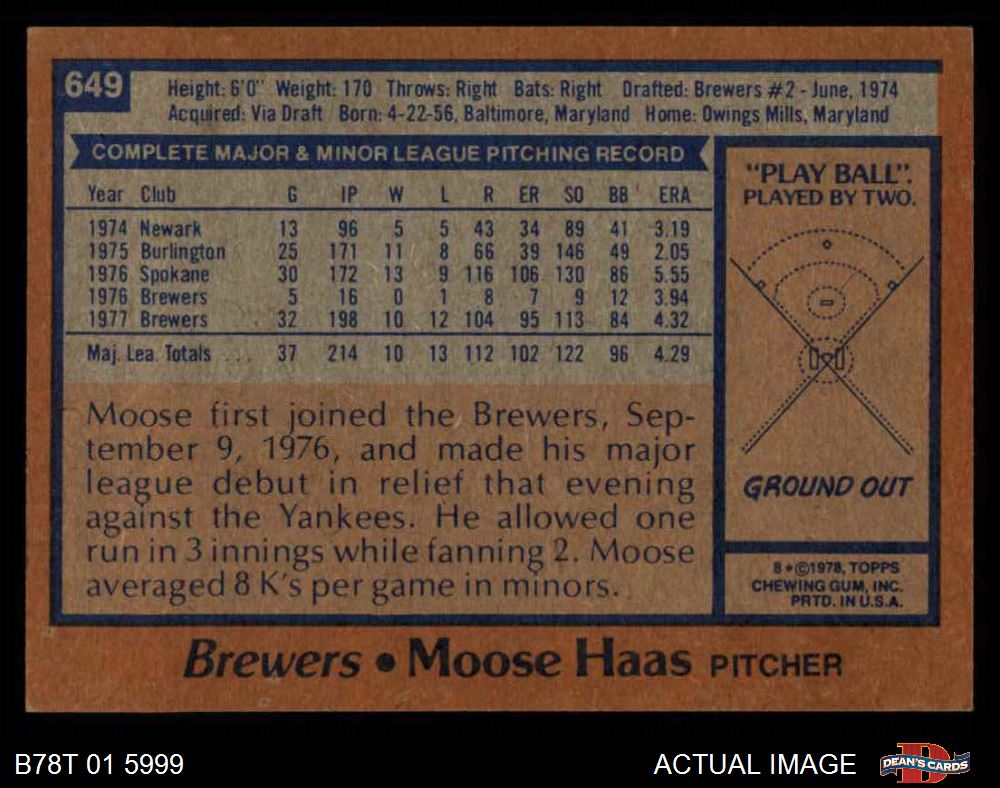 649
Height: 6'0" Weight: 170 Throws: Right Bats: Right Drafted: Brewers #2 - June, 1974
Acquired: Via Draft Born: 4-22-56, Baltimore, Maryland Home: Owings Mills, Maryland
COMPLETE MAJOR & MINOR LEAGUE PITCHING RECORD
Year Club G IP W L R ER SO BB ERA
1974 Newark 13 96 5 5 43 34 89 41 3.19
1975 Burlington 25 171 11 8 66 39 146 49 2.05
1976 Spokane 30 172 13 9 116 106 130 86 5.55
1976 Brewers 5 16 0 1 8 7 9 12 3.94
1977 Brewers 32 198 10 12 104 95 113 84 4.32
Maj. Lea. Totals ... 37 214 10 13 112 102 122 96 4.29
Moose first joined the Brewers, Sep-
tember 9, 1976, and made his major
league debut in relief that evening
against the Yankees. He allowed one
run in 3 innings while fanning 2. Moose
averaged 8 K's per game in minors.
"PLAY BALL".
PLAYED BY TWO.
GROUND OUT
8*©1978, TOPPS
CHEWING GUM, INC.
PRTD. IN U.S.A.
Brewers • Moose Haas PITCHER
B78T 01 5999
ACTUAL IMAGE
D
DEAN'S CARDS